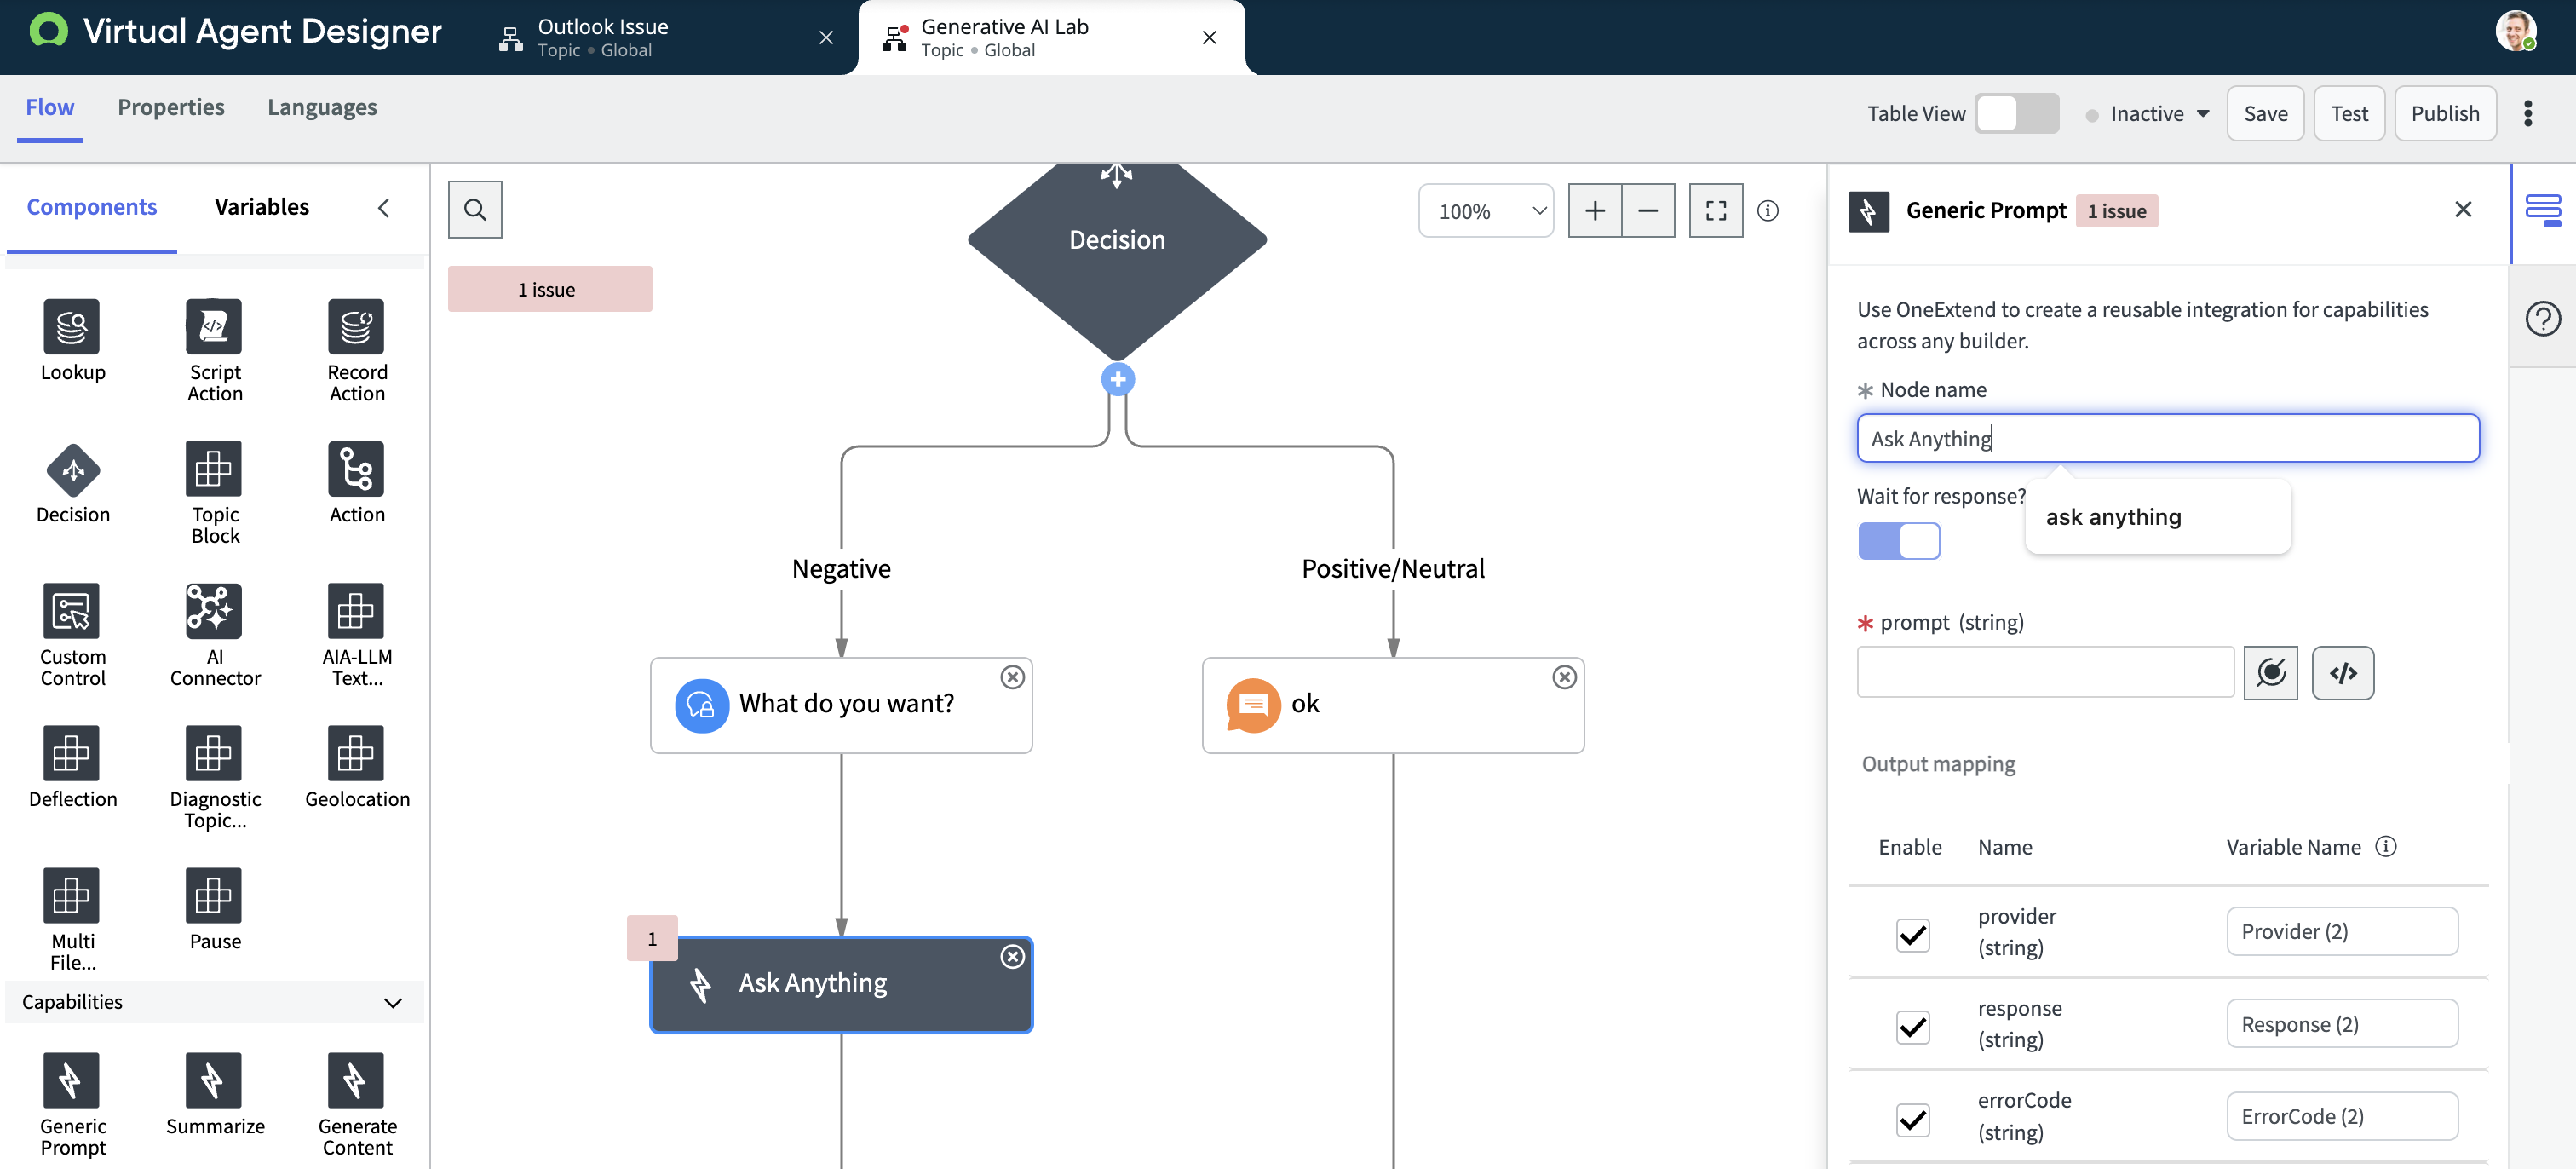 Virtual Agent Designer
Outlook Issue
Topic • Global
Generative AI Lab
Topic • Global
Flow
Properties
Languages
Table View
Inactive
Save
Test
Publish
Components
Variables
Lookup
Script
Action
Record
Action
Decision
Topic
Block
Action
Custom
Control
AI
Connector
AIA-LLM
Text...
Deflection
Diagnostic
Topic...
Geolocation
Multi
File...
Pause
Capabilities
Generic
Prompt
Summarize
Generate
Content
1 issue
100%
Decision
Negative
Positive/Neutral
What do you want?
ok
1
Ask Anything
Generic Prompt
1 issue
Use OneExtend to create a reusable integration for capabilities
across any builder.
* Node name
Ask Anything
Wait for response?
ask anything
* prompt (string)
</>
Output mapping
Enable
Name
Variable Name
provider
(string)
Provider (2)
response
(string)
Response (2)
errorCode
(string)
ErrorCode (2)